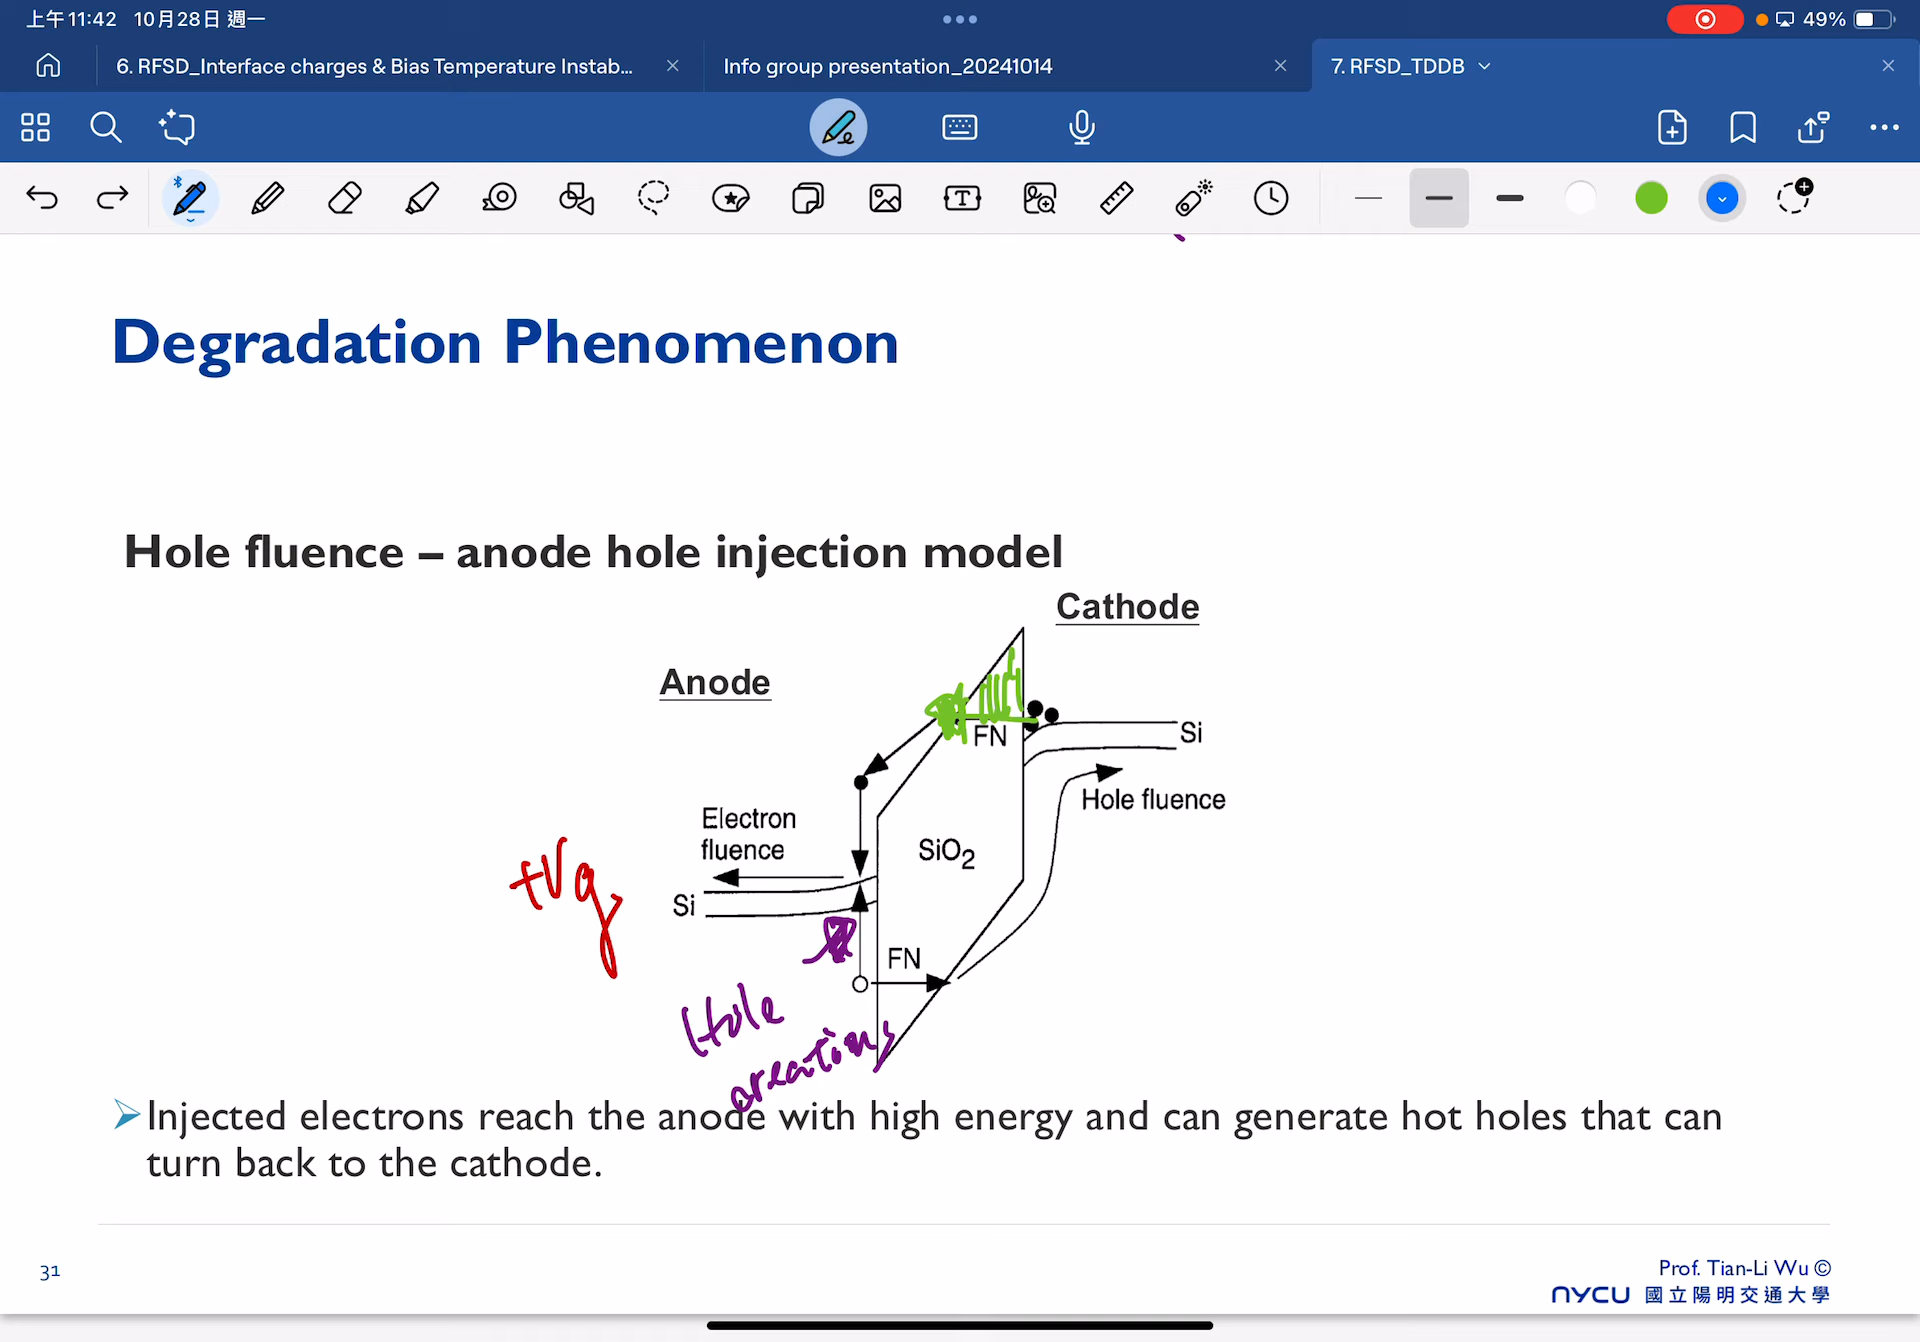 上午11:42 10月28日 週一
49%
6. RFSD_Interface charges & Bias Temperature Instab...
Info group presentation_20241014
7. RFSD_TDDB
Degradation Phenomenon
Hole fluence – anode hole injection model
Cathode
Anode
FN
Si
Hole fluence
Electron
fluence
SiO2
+Vg
Si
FN
Hole
creations
Injected electrons reach the anode with high energy and can generate hot holes that can
turn back to the cathode.
31
Prof. Tian-Li Wu ©
NYCU 國立陽明交通大學